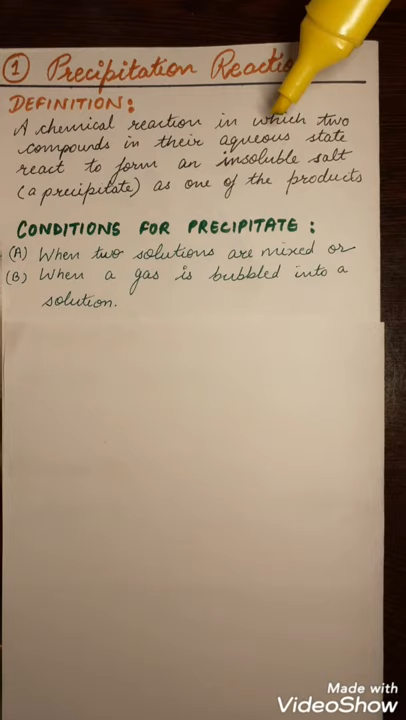 1 Precipitation Reactio
DEFINITION:
A chemical reaction in which two
compounds in their aqueous state
react to form an insoluble salt
(a precipitate) as one of the products
CONDITIONS FOR PRECIPITATE :
(A) When two solutions are mixed or
(B) When a gas is bubbled into a
solution.
Made with
VideoShow